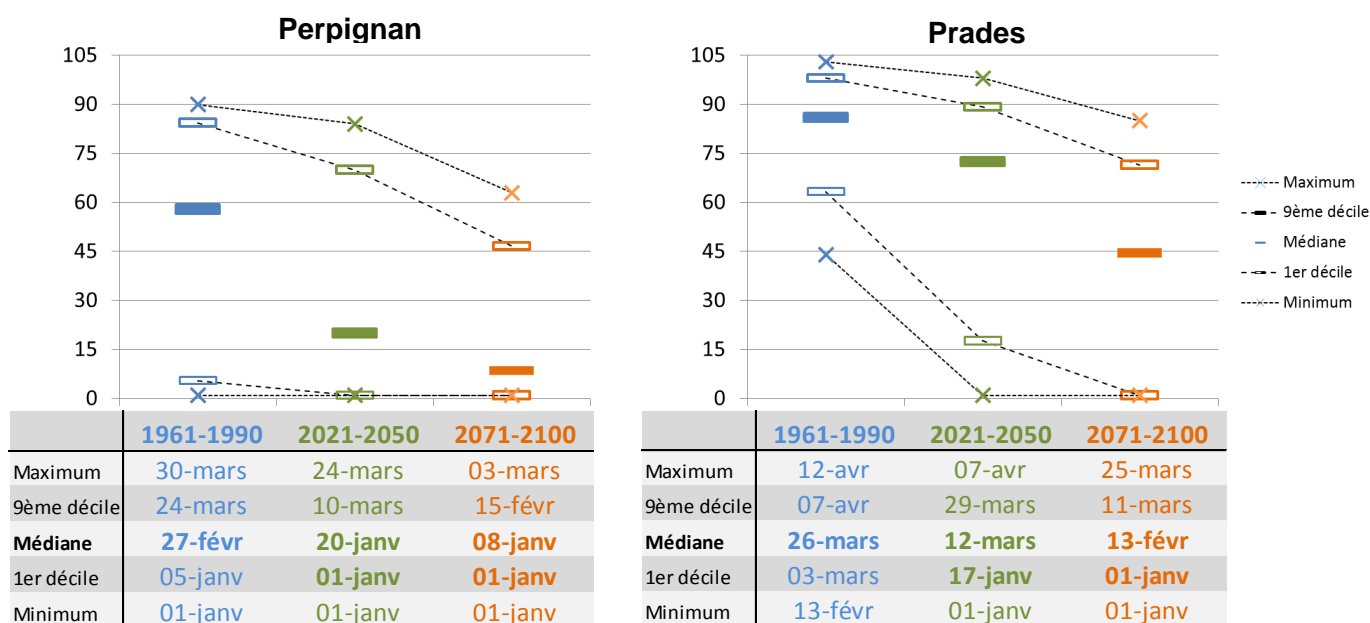 Perpignan
105
90
75
60
45
30
15
0
1961-1990 2021-2050 2071-2100
Maximum 30-mars 24-mars 03-mars
9ème décile 24-mars 10-mars 15-févr
Médiane 27-févr 20-janv 08-janv
1er décile 05-janv 01-janv 01-janv
Minimum 01-janv 01-janv 01-janv
Prades
105
90
75
60
45
30
15
0
1961-1990 2021-2050 2071-2100
Maximum 12-avr 07-avr 25-mars
9ème décile 07-avr 29-mars 11-mars
Médiane 26-mars 12-mars 13-févr
1er décile 03-mars 17-janv 01-janv
Minimum 13-févr 01-janv 01-janv
Maximum
9ème décile
Médiane
1er décile
Minimum